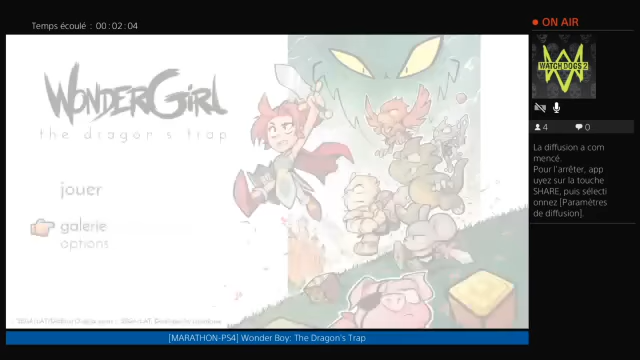 Temps écoulé : 00:02:04
ON AIR
WATCH DOGS 2
4
0
WONDERGIRL
the dragon's trap
jouer
galerie
options
La diffusion a com
mencé.
Pour l'arrêter, app
uyez sur la touche
SHARE, puis sélecti
onnez [Paramètres
de diffusion].
[MARATHON-PS4] Wonder Boy: The Dragon's Trap